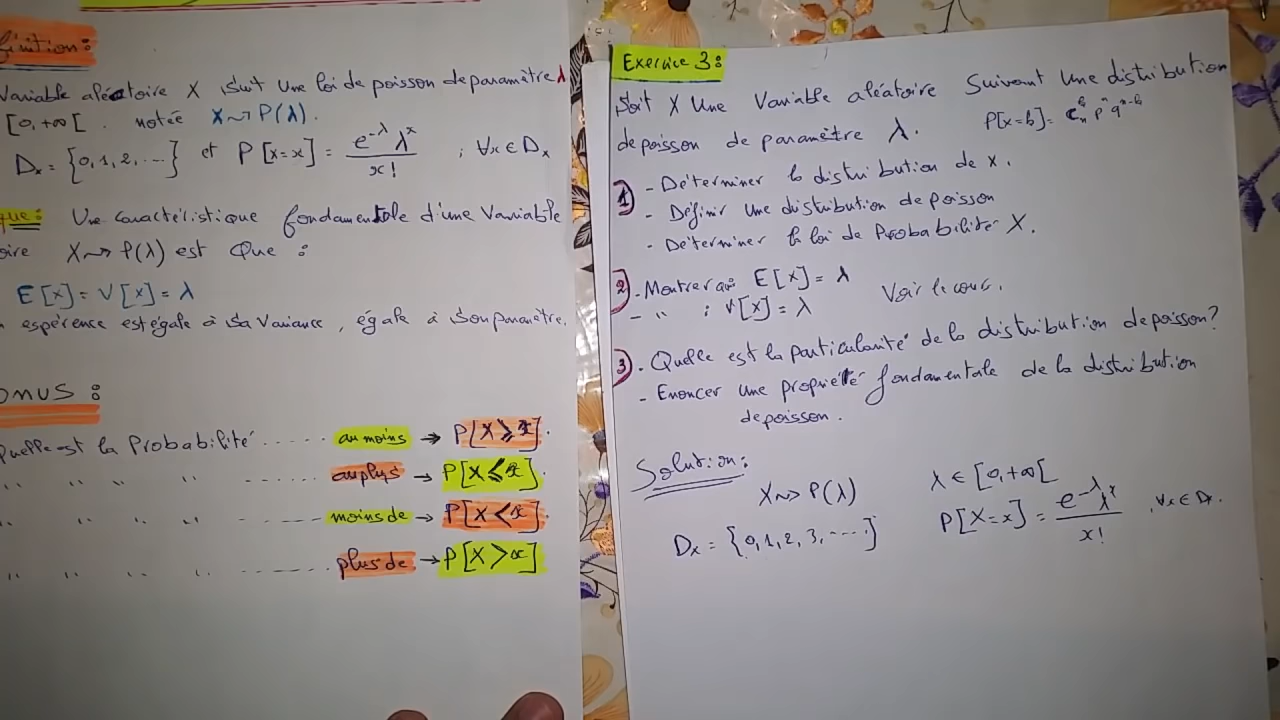 finition:
Variable aléatoire X suit une loi de poisson de paramètre λ
[0,+∞[ . notée X⇝P(λ).
Dx = {0,1,2,...} et P[X=x] = e^-λ λ^x / x! ; ∀x∈Dx
que: Une caractéristique fondamentale d'une Variable
oire X⇝P(λ) est Que :
E[x] = V[x] = λ
espérence est égale à sa Variance, égale à son paramètre.
onus :
Quelle est la Probabilité ..... au moins → P[X ⩾ x].
" " " " ..... au plus → P[X ⩽ x].
" " " " ..... moins de → P[X < x].
" " " " ..... plus de → P[X > x]
Exercice 3:
Soit X Une Variable aléatoire Suivant Une distribution
de poisson de paramètre λ. P[X=k] = C_n^k p^n q^n-k
1) - Déterminer la distribution de X.
- Définir une distribution de poisson
- Déterminer la loi de Probabilité X.
2) - Montrer que E[X] = λ
- " : V[X] = λ Voir le cours.
3) - Quelle est la particularité de la distribution de poisson?
- Enoncer une propriété fondamentale de la distribution
de poisson.
Solution:
X⇝P(λ) λ ∈ [0,+∞[
Dx = {0,1,2,3,.....} P[X=x] = e^-λ λ^x / x! , ∀x∈Dx.